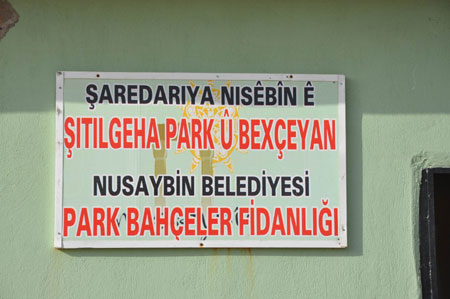 ŞAREDARIYA NISÊBÎN Ê
ŞITILGEHA PARK Û BEXÇEYAN
NUSAYBİN BELEDİYESİ
PARK BAHÇELER FİDANLIĞI